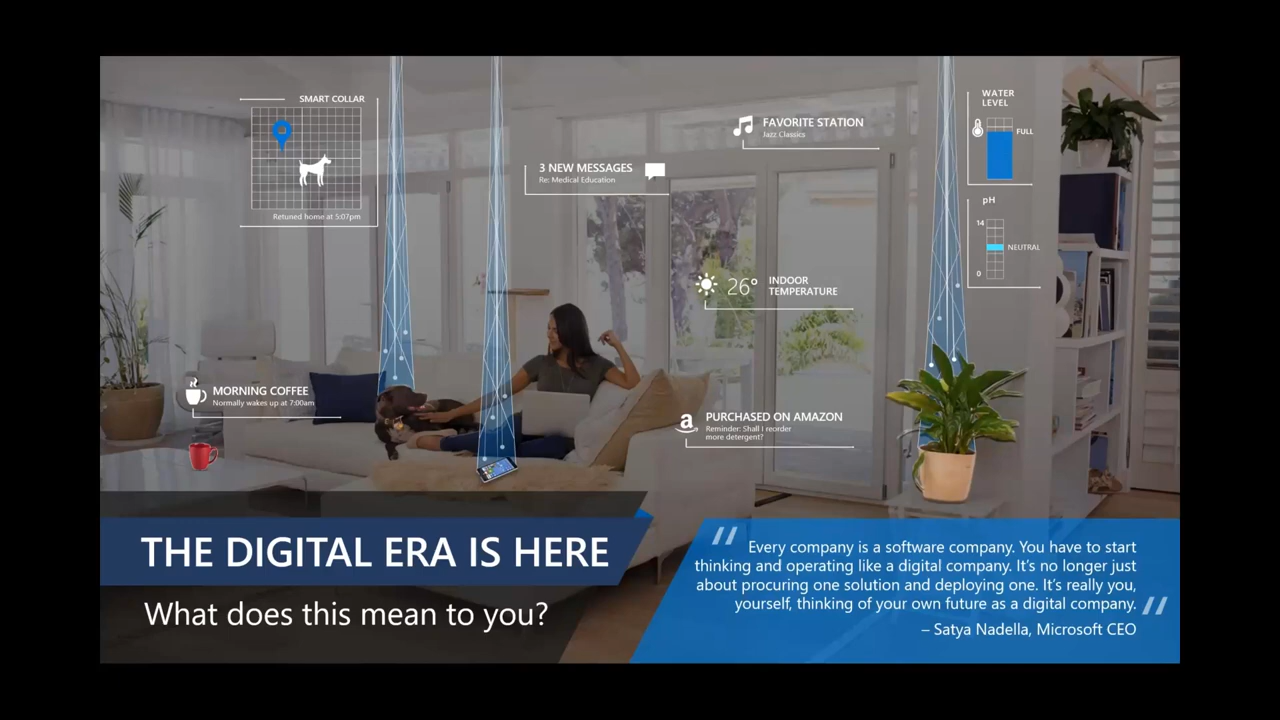 SMART COLLAR
Retuned home at 5:07pm
3 NEW MESSAGES
Re: Medical Education
FAVORITE STATION
Jazz Classics
WATER
LEVEL
FULL
pH
14
NEUTRAL
0
26° INDOOR
TEMPERATURE
MORNING COFFEE
Normally wakes up at 7:00am
a
PURCHASED ON AMAZON
Reminder: Shall I reorder
more detergent?
THE DIGITAL ERA IS HERE
What does this mean to you?
" Every company is a software company. You have to start
thinking and operating like a digital company. It's no longer just
about procuring one solution and deploying one. It's really you,
yourself, thinking of your own future as a digital company. "
– Satya Nadella, Microsoft CEO